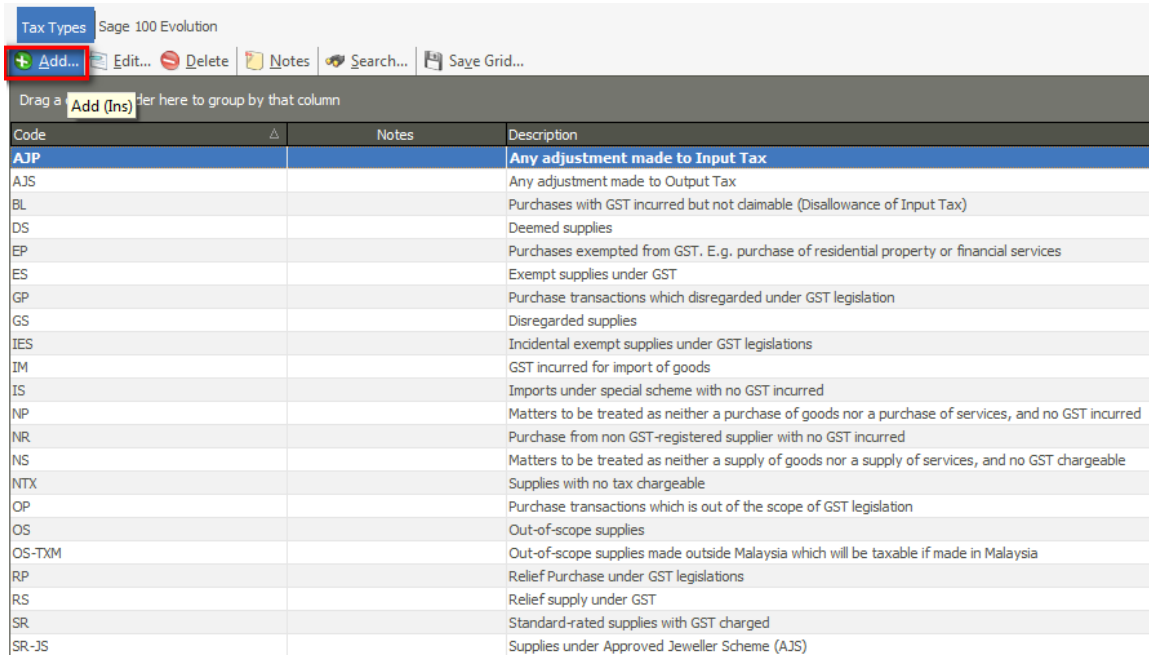 Tax Types Sage 100 Evolution
Add... Edit... Delete Notes Search... Save Grid...
Drag a der here to group by that column
Add (Ins)
Code Notes Description
AJP Any adjustment made to Input Tax
AJS Any adjustment made to Output Tax
BL Purchases with GST incurred but not claimable (Disallowance of Input Tax)
DS Deemed supplies
EP Purchases exempted from GST. E.g. purchase of residential property or financial services
ES Exempt supplies under GST
GP Purchase transactions which disregarded under GST legislation
GS Disregarded supplies
IES Incidental exempt supplies under GST legislations
IM GST incurred for import of goods
IS Imports under special scheme with no GST incurred
NP Matters to be treated as neither a purchase of goods nor a purchase of services, and no GST incurred
NR Purchase from non GST-registered supplier with no GST incurred
NS Matters to be treated as neither a supply of goods nor a supply of services, and no GST chargeable
NTX Supplies with no tax chargeable
OP Purchase transactions which is out of the scope of GST legislation
OS Out-of-scope supplies
OS-TXM Out-of-scope supplies made outside Malaysia which will be taxable if made in Malaysia
RP Relief Purchase under GST legislations
RS Relief supply under GST
SR Standard-rated supplies with GST charged
SR-JS Supplies under Approved Jeweller Scheme (AJS)